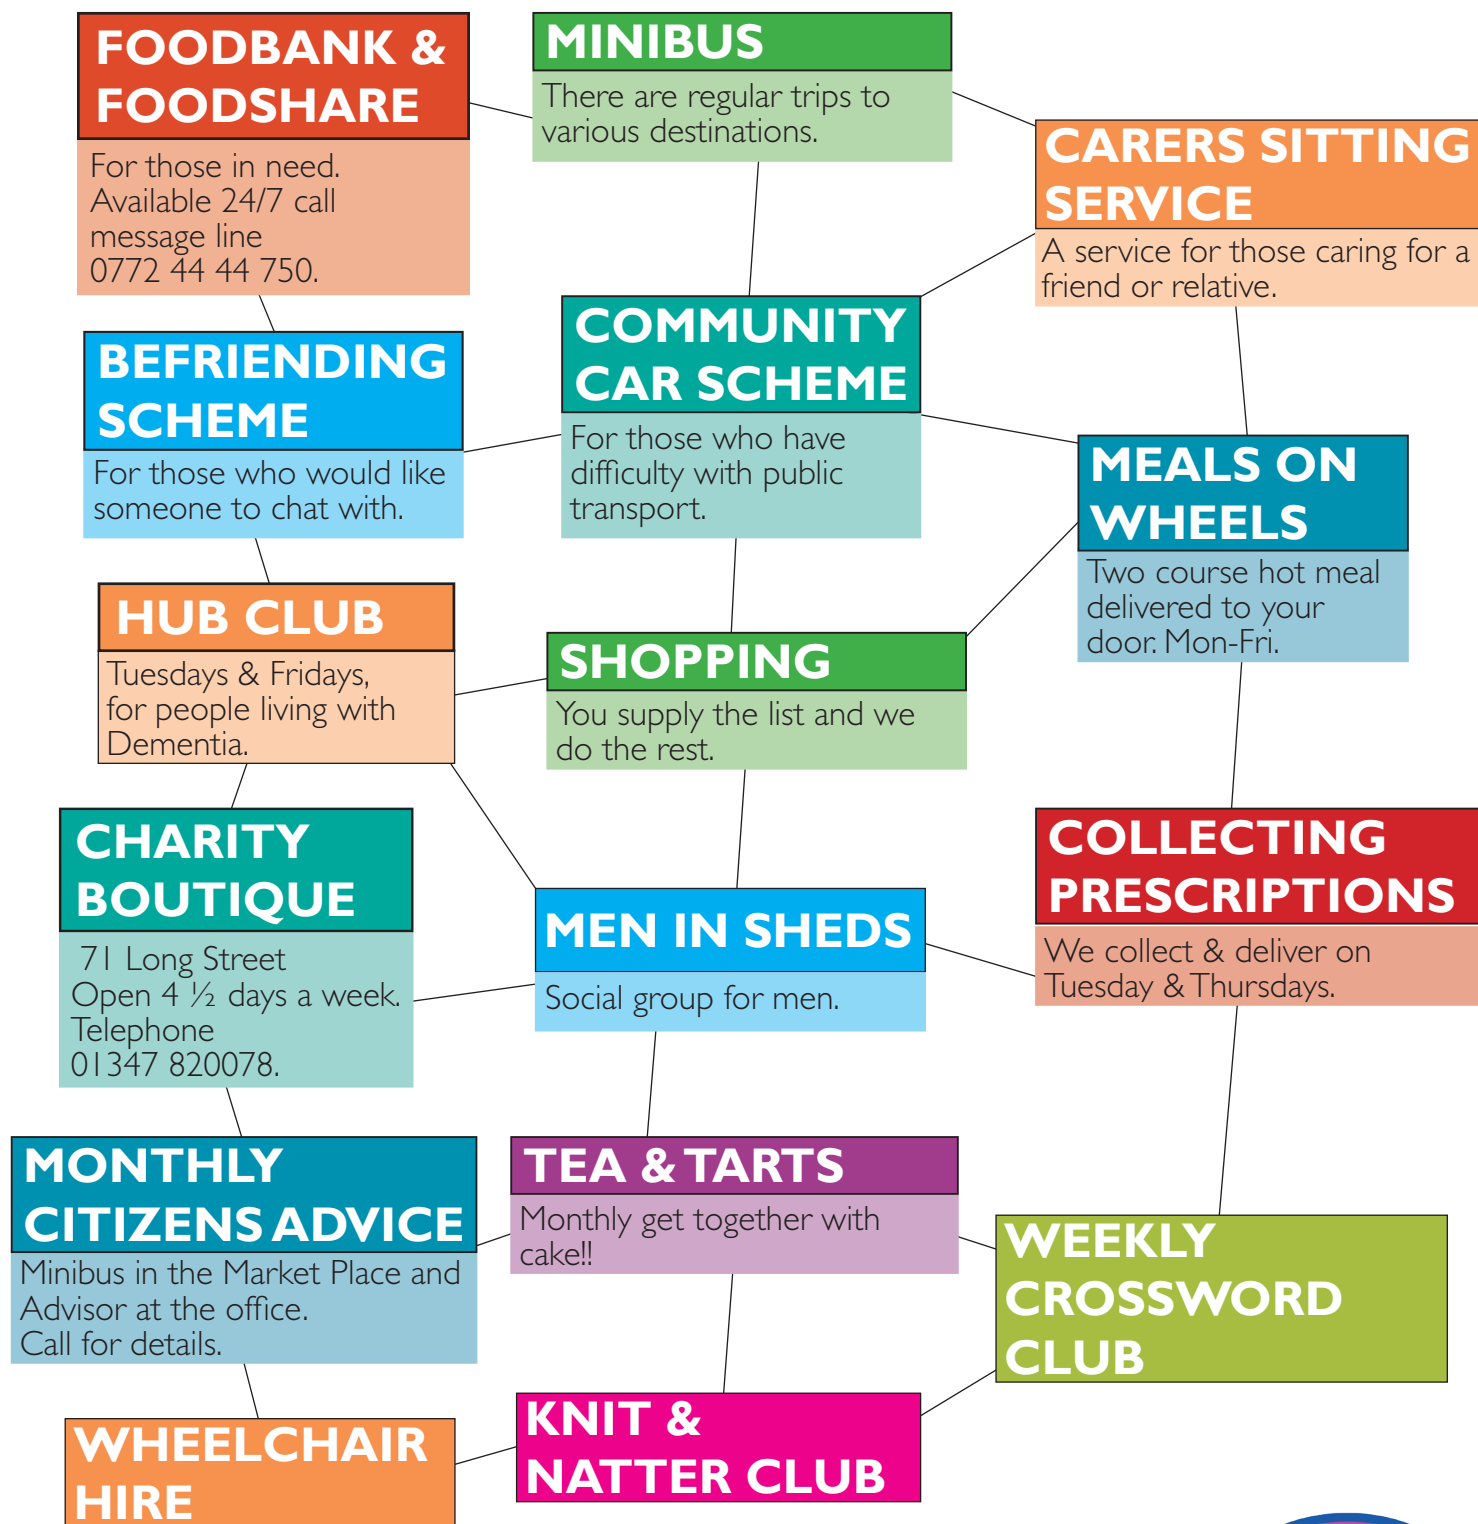 FOODBANK &
FOODSHARE
For those in need.
Available 24/7 call
message line
0772 44 44 750.
MINIBUS
There are regular trips to
various destinations.
CARERS SITTING
SERVICE
A service for those caring for a
friend or relative.
BEFRIENDING
SCHEME
For those who would like
someone to chat with.
COMMUNITY
CAR SCHEME
For those who have
difficulty with public
transport.
MEALS ON
WHEELS
Two course hot meal
delivered to your
door. Mon-Fri.
HUB CLUB
Tuesdays & Fridays,
for people living with
Dementia.
SHOPPING
You supply the list and we
do the rest.
CHARITY
BOUTIQUE
71 Long Street
Open 4 ½ days a week.
Telephone
01347 820078.
MEN IN SHEDS
Social group for men.
COLLECTING
PRESCRIPTIONS
We collect & deliver on
Tuesday & Thursdays.
MONTHLY
CITIZENS ADVICE
Minibus in the Market Place and
Advisor at the office.
Call for details.
TEA & TARTS
Monthly get together with
cake!!
WEEKLY
CROSSWORD
CLUB
WHEELCHAIR
HIRE
KNIT &
NATTER CLUB